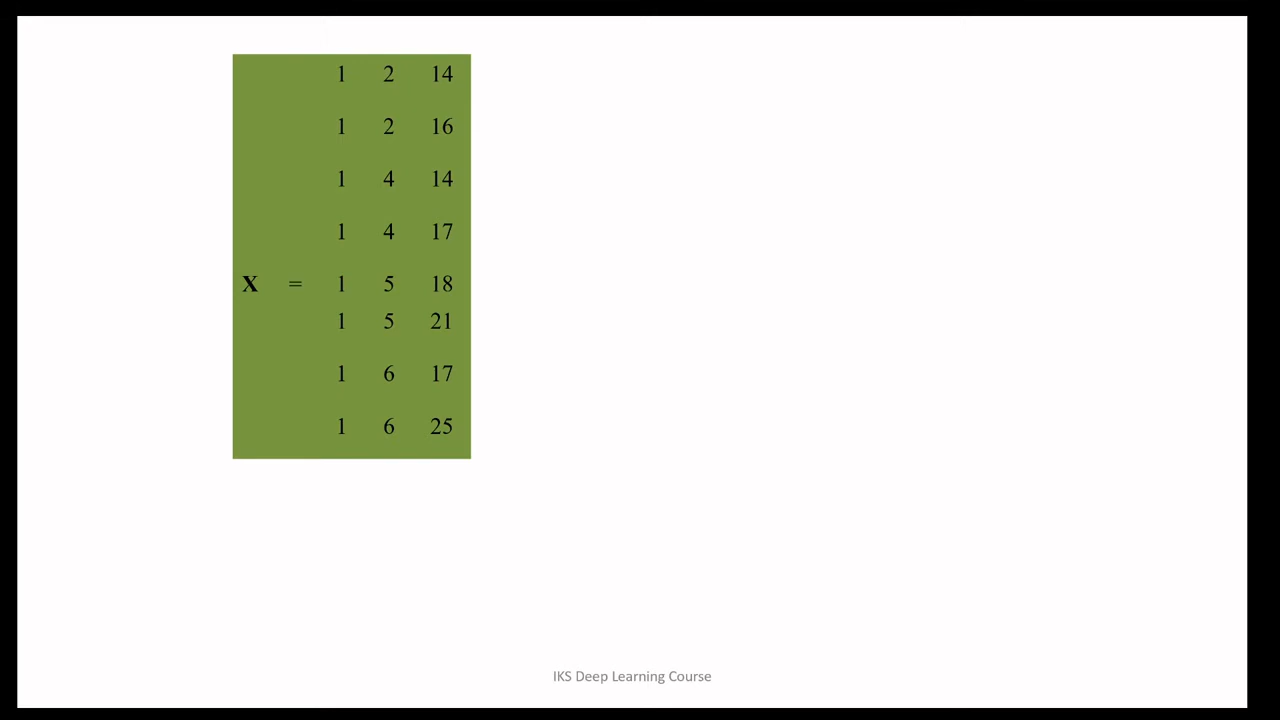 1 2 14
1 2 16
1 4 14
1 4 17
X = 1 5 18
1 5 21
1 6 17
1 6 25
IKS Deep Learning Course